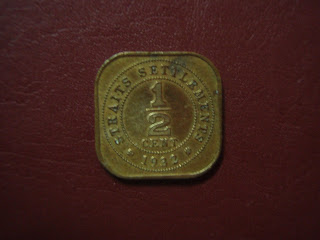 STRAITS SETTLEMENTS
1/2
CENT
1932